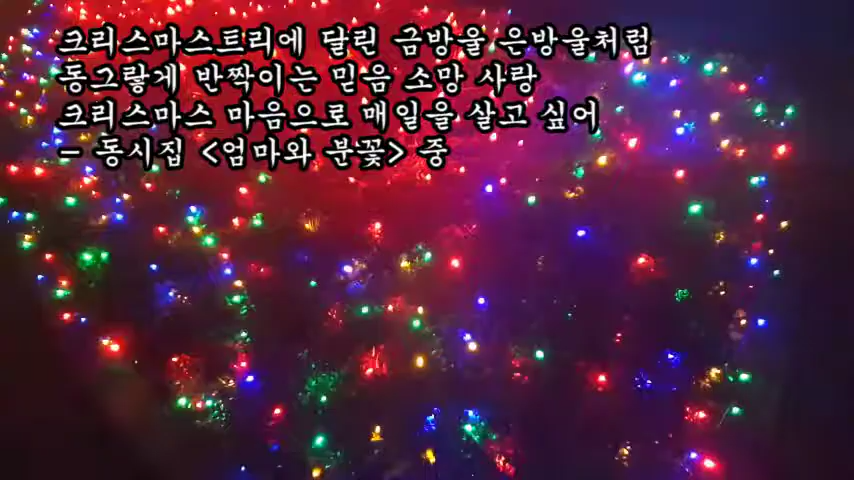 크리스마스트리에 달린 금방울 은방울처럼
동그랗게 반짝이는 믿음 소망 사랑
크리스마스 마음으로 매일을 살고 싶어
- 동시집 <엄마와 분꽃> 중